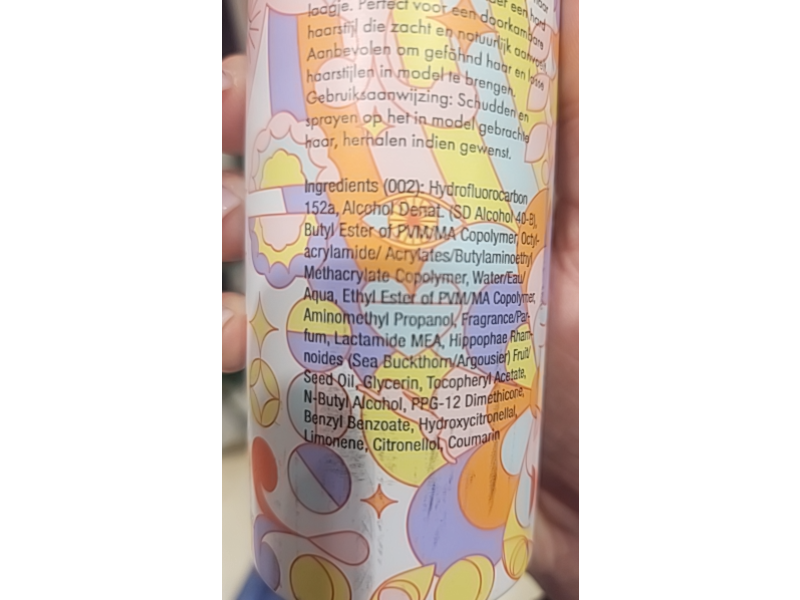 laagje. Perfect voor een doorkambare
haarstijl die zacht en natuurlijk aanvoelt.
Aanbevolen om geföhnd haar en losse
haarstijlen in model te brengen.
Gebruiksaanwijzing: Schudden en
sprayen op het in model gebrachte
haar, herhalen indien gewenst.
Ingredients (002): Hydrofluorocarbon
152a, Alcohol Denat. (SD Alcohol 40-B),
Butyl Ester of PVM/MA Copolymer, Octyl-
acrylamide/ Acrylates/Butylaminoethyl
Methacrylate Copolymer, Water/Eau/
Aqua, Ethyl Ester of PVM/MA Copolymer,
Aminomethyl Propanol, Fragrance/Par-
fum, Lactamide MEA, Hippophae Rham-
noides (Sea Buckthorn/Argousier) Fruit/
Seed Oil, Glycerin, Tocopheryl Acetate,
N-Butyl Alcohol, PPG-12 Dimethicone,
Benzyl Benzoate, Hydroxycitronellal,
Limonene, Citronellol, Coumarin